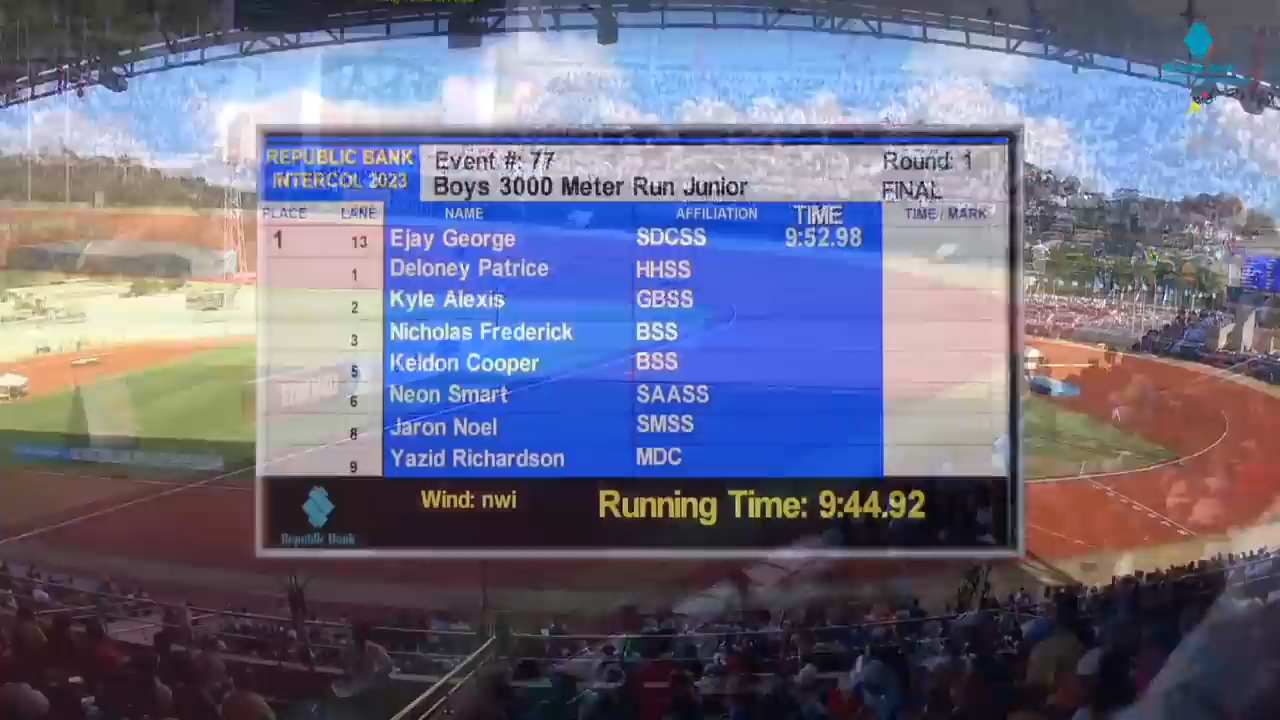 REPUBLIC BANK
INTERCOL 2023
Event #: 77
Round: 1
Boys 3000 Meter Run Junior
FINAL
PLACE LANE NAME AFFILIATION TIME TIME / MARK
1 13 Ejay George SDCSS 9:52.98
1 Deloney Patrice HHSS
2 Kyle Alexis GBSS
3 Nicholas Frederick BSS
5 Keldon Cooper BSS
6 Neon Smart SAASS
8 Jaron Noel SMSS
9 Yazid Richardson MDC
Wind: nwi Running Time: 9:44.92
Republic Bank